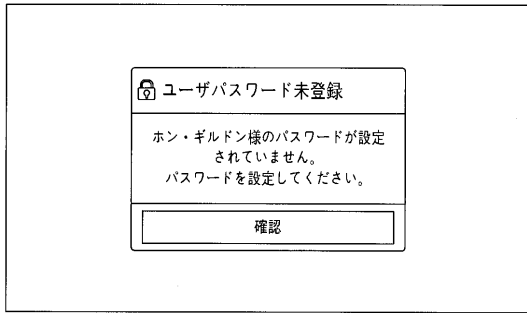 ユーザパスワード未登録
ホン・ギルドン様のパスワードが設定
されていません。
パスワードを設定してください。
確認